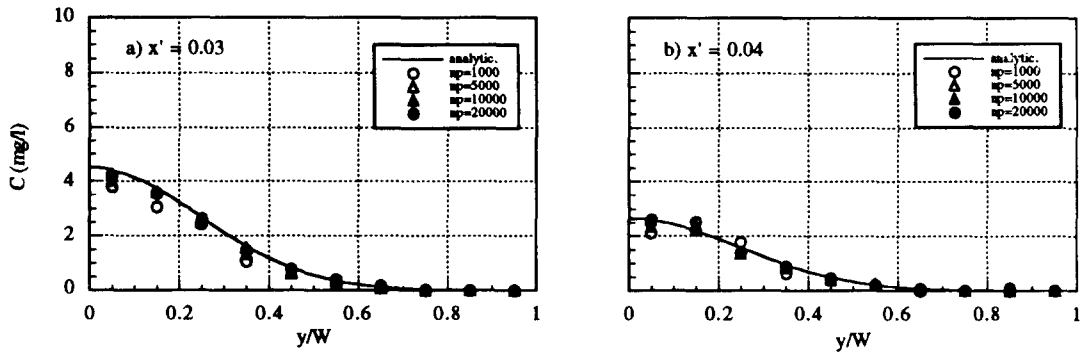 10
8
6
4
2
0
C (mg/l)
a) x' = 0.03
analytic.
np=1000
np=5000
np=10000
np=20000
0 0.2 0.4 0.6 0.8 1
y/W
b) x' = 0.04
analytic.
np=1000
np=5000
np=10000
np=20000
0 0.2 0.4 0.6 0.8 1
y/W